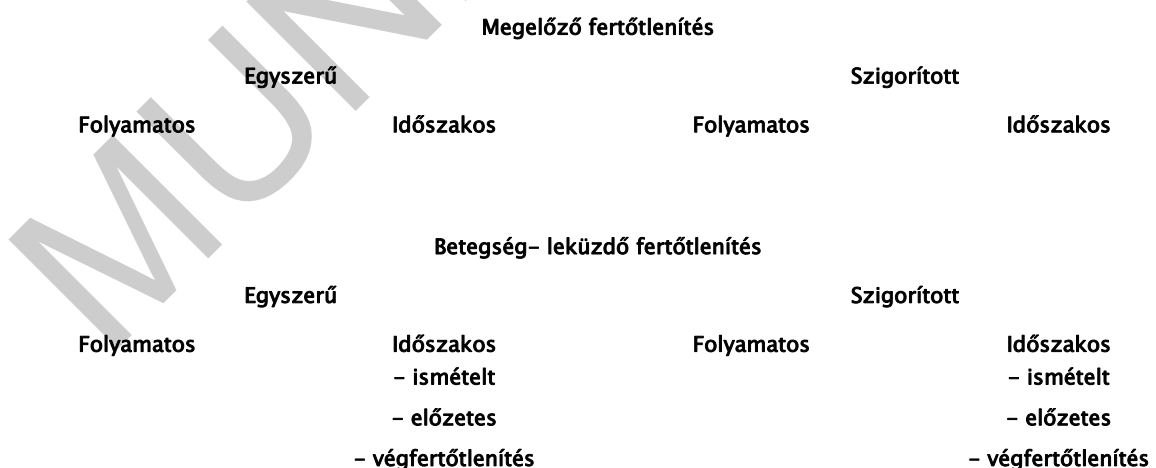 Megelőző fertőtlenítés
Egyszerű Szigorított
Folyamatos Időszakos Folyamatos Időszakos
Betegség- leküzdő fertőtlenítés
Egyszerű Szigorított
Folyamatos Időszakos Folyamatos Időszakos
- ismételt - ismételt
- előzetes - előzetes
- végfertőtlenítés - végfertőtlenítés
MUN